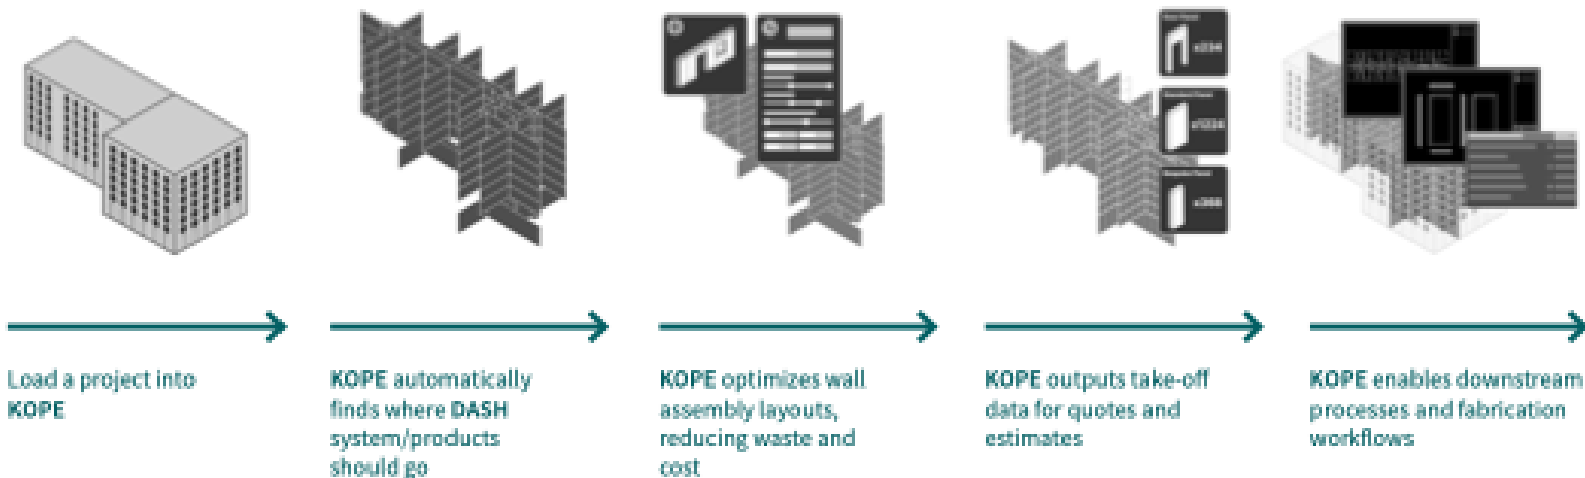 Load a project into
KOPE
KOPE automatically
finds where DASH
system/products
should go
KOPE optimizes wall
assembly layouts,
reducing waste and
cost
KOPE outputs take-off
data for quotes and
estimates
KOPE enables downstream
processes and fabrication
workflows